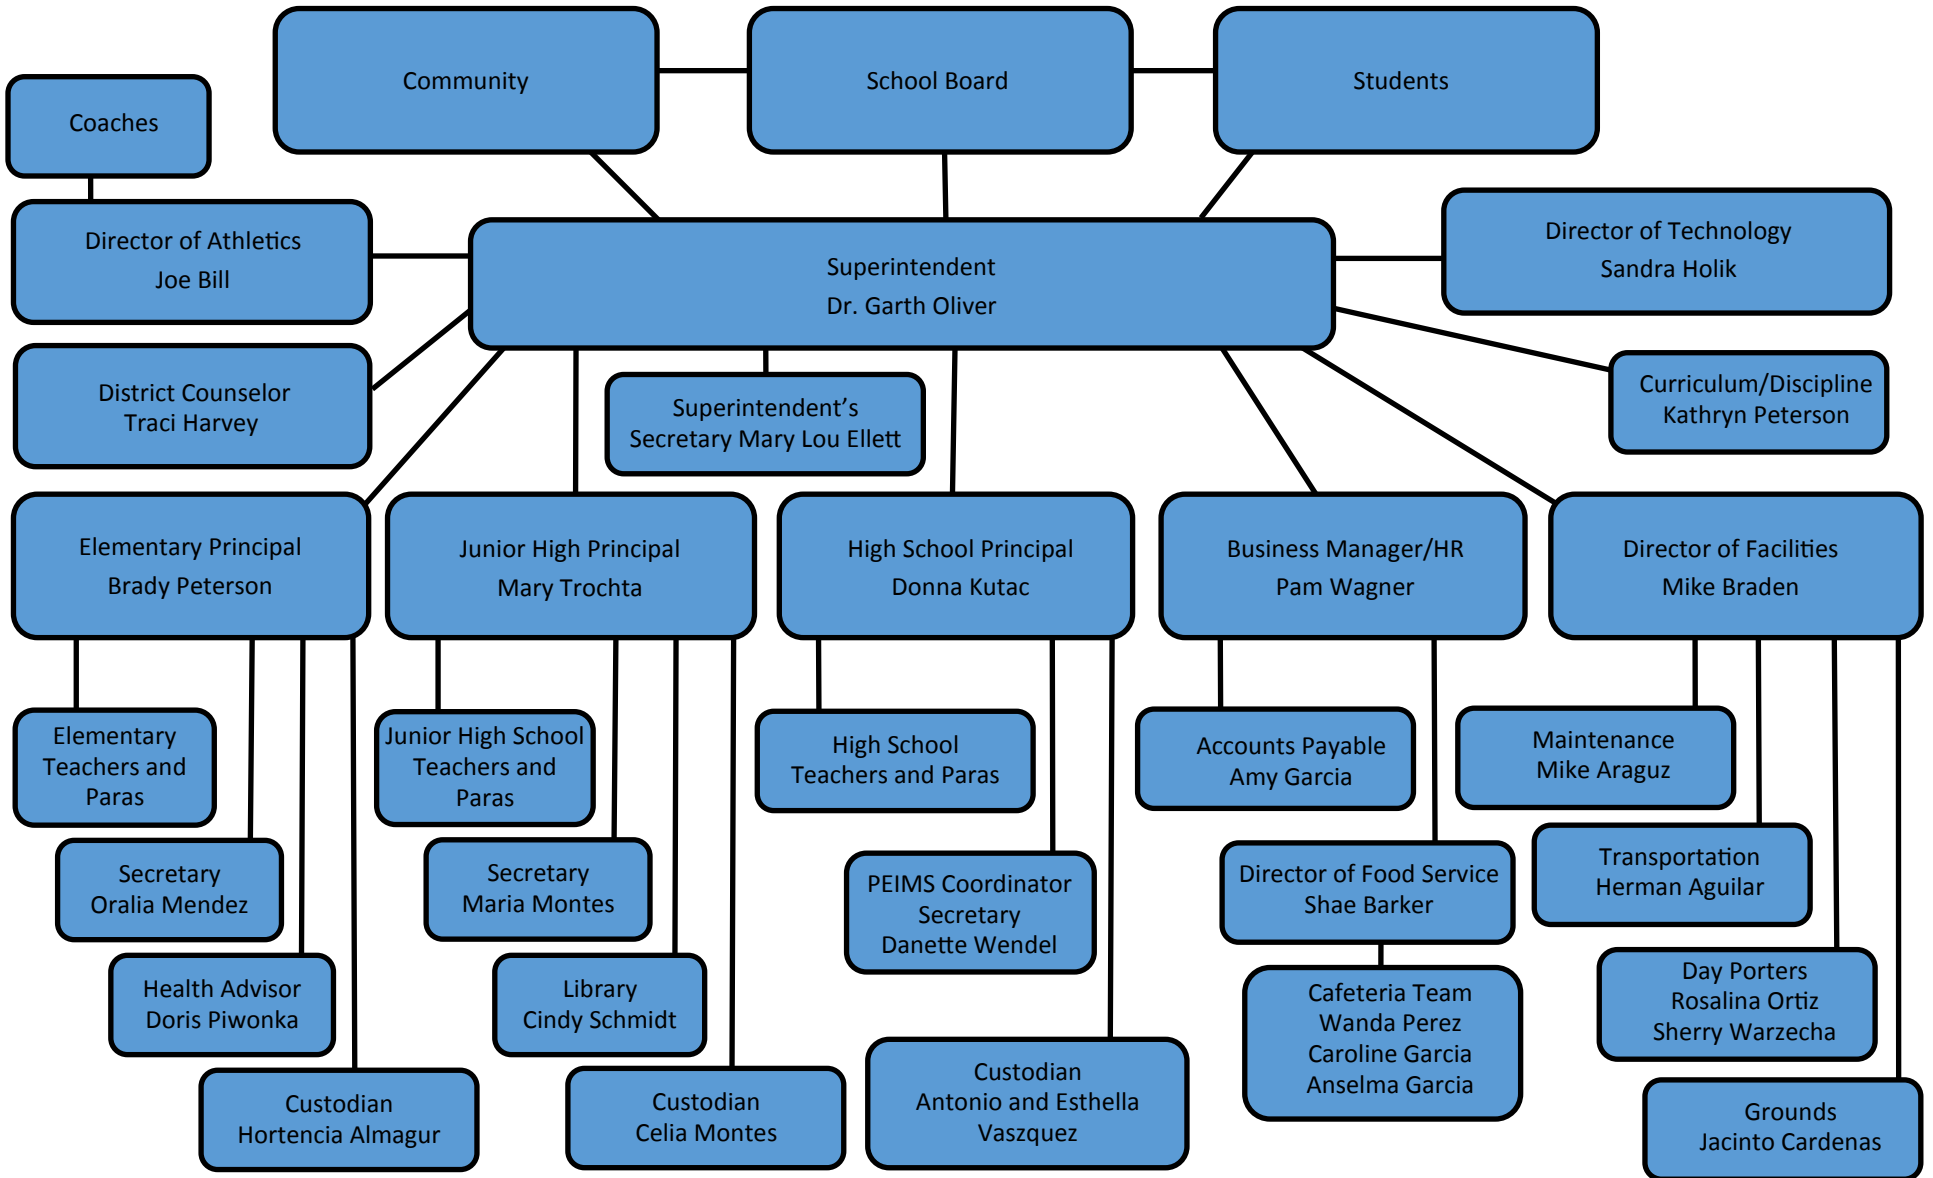 Community
School Board
Students
Coaches
Director of Athletics
Joe Bill
Superintendent
Dr. Garth Oliver
Director of Technology
Sandra Holik
District Counselor
Traci Harvey
Superintendent’s
Secretary Mary Lou Ellett
Curriculum/Discipline
Kathryn Peterson
Elementary Principal
Brady Peterson
Junior High Principal
Mary Trochta
High School Principal
Donna Kutac
Business Manager/HR
Pam Wagner
Director of Facilities
Mike Braden
Elementary
Teachers and
Paras
Junior High School
Teachers and
Paras
High School
Teachers and Paras
Accounts Payable
Amy Garcia
Maintenance
Mike Araguz
Secretary
Oralia Mendez
Secretary
Maria Montes
PEIMS Coordinator
Secretary
Danette Wendel
Director of Food Service
Shae Barker
Transportation
Herman Aguilar
Health Advisor
Doris Piwonka
Library
Cindy Schmidt
Cafeteria Team
Wanda Perez
Caroline Garcia
Anselma Garcia
Day Porters
Rosalina Ortiz
Sherry Warzecha
Custodian
Hortencia Almagur
Custodian
Celia Montes
Custodian
Antonio and Esthella
Vaszquez
Grounds
Jacinto Cardenas